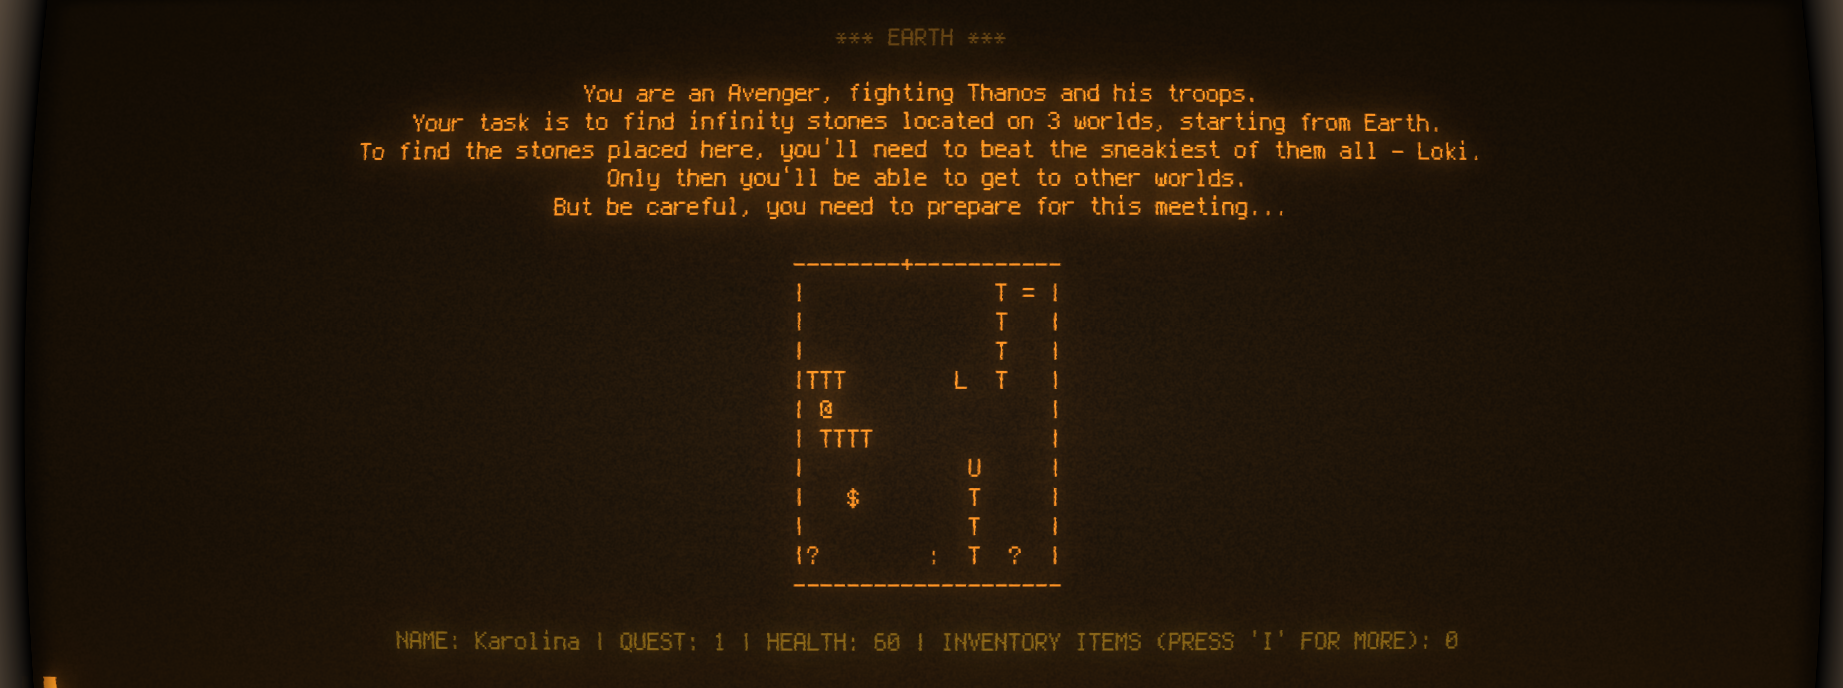 *** EARTH ***
You are an Avenger, fighting Thanos and his troops.
Your task is to find infinity stones located on 3 worlds, starting from Earth.
To find the stones placed here, you'll need to beat the sneakiest of them all - Loki.
Only then you'll be able to get to other worlds.
But be careful, you need to prepare for this meeting...
--------+-----------
|              T = |
|              T   |
|              T   |
|TTT        L  T   |
| @                |
| TTTT             |
|            U     |
|   $        T     |
|            T     |
|?        :  T  ?  |
--------------------
NAME: Karolina | QUEST: 1 | HEALTH: 60 | INVENTORY ITEMS (PRESS 'I' FOR MORE): 0